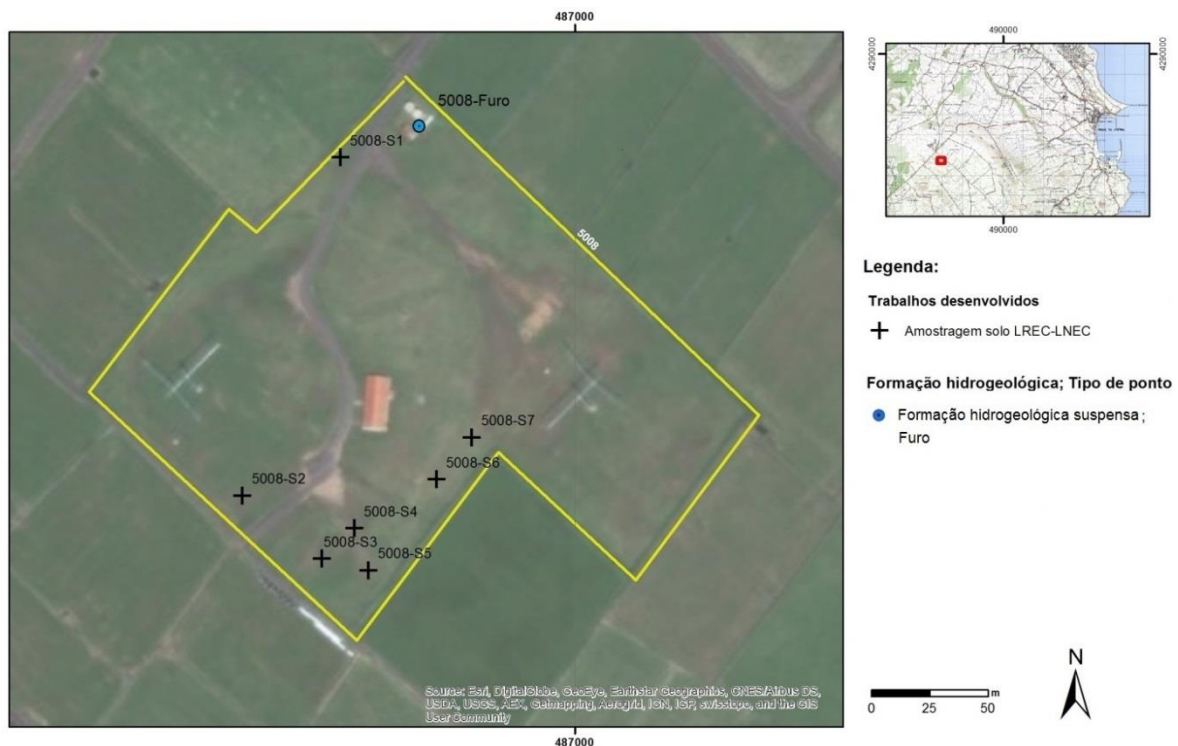 487000
5008-Furo
5008-S1
5008
5008-S7
5008-S6
5008-S2
5008-S4
5008-S3
5008-S5
Source: Esri, DigitalGlobe, GeoEye, Earthstar Geographics, CNES/Airbus DS,
USDA, USGS, AEX, Getmapping, Aerogrid, IGN, IGP, swisstopo, and the GIS
User Community
487000
490000
4290000
4290000
490000
Legenda:
Trabalhos desenvolvidos
Amostragem solo LREC-LNEC
Formação hidrogeológica; Tipo de ponto
Formação hidrogeológica suspensa;
Furo
N
m
0 25 50